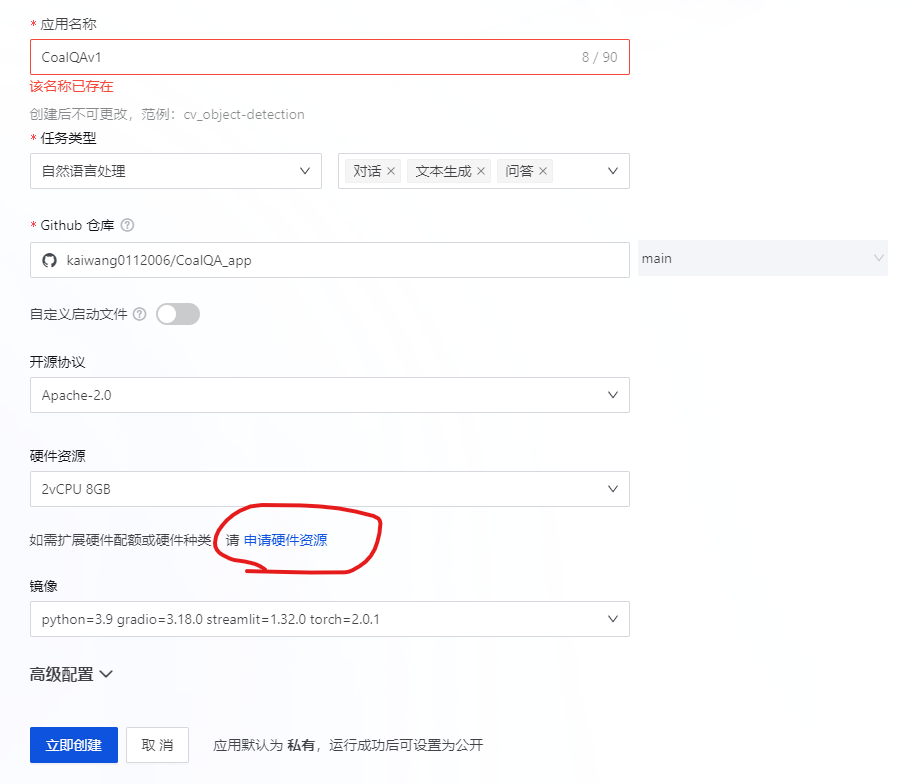 * 应用名称
CoalQAv1 8 / 90
该名称已存在
创建后不可更改，范例：cv_object-detection
* 任务类型
自然语言处理 对话 × 文本生成 × 问答 ×
* Github 仓库 ?
kaiwang0112006/CoalQA_app main
自定义启动文件 ?
开源协议
Apache-2.0
硬件资源
2vCPU 8GB
如需扩展硬件配额或硬件种类，请 申请硬件资源
镜像
python=3.9 gradio=3.18.0 streamlit=1.32.0 torch=2.0.1
高级配置
立即创建 取 消 应用默认为 私有，运行成功后可设置为公开